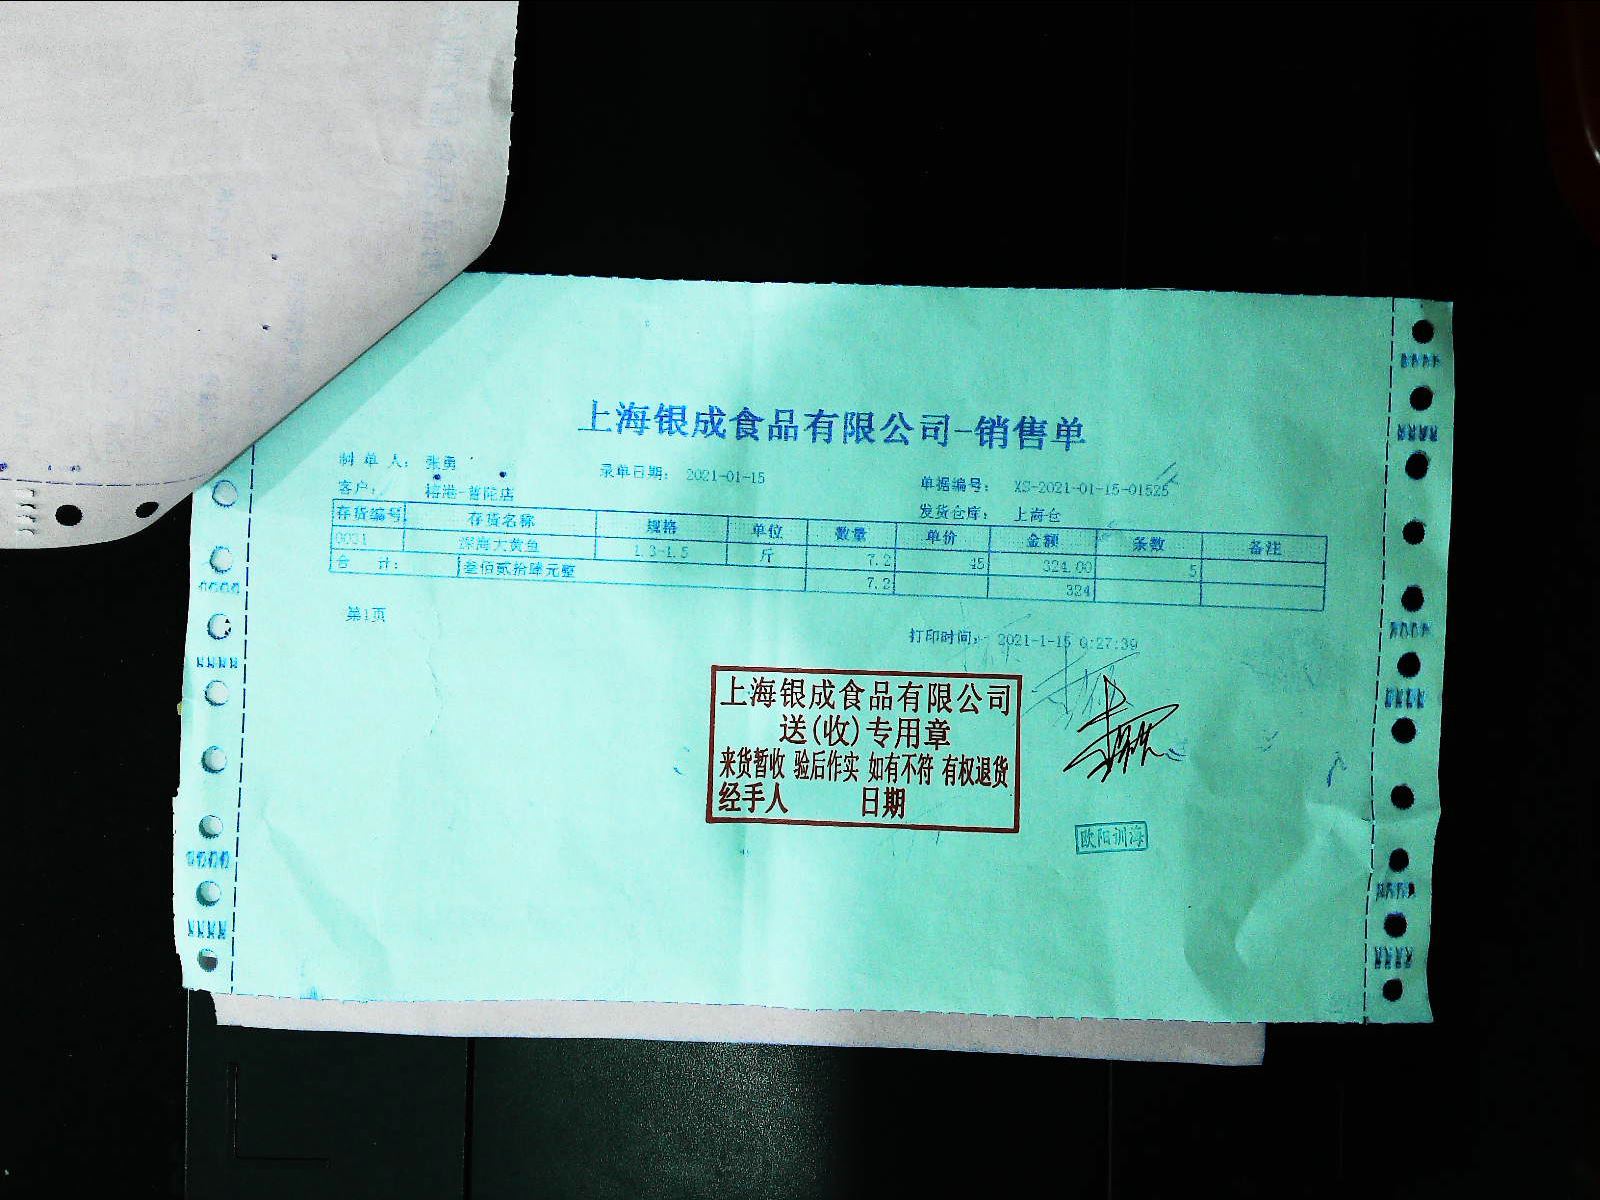 上海银成食品有限公司-销售单
制 单 人： 张勇 录单日期： 2021-01-15 单据编号： XS-2021-01-15-01525
客户： 榕港-普陀店 发货仓库： 上海仓
存货编号 存货名称 规格 单位 数量 单价 金额 条数 备注
0021 深海大黄鱼 1.3-1.5 斤 7.2 45 324.00 5
合 计： 叁佰贰拾肆元整 7.2 324
第1页
打印时间： 2021-1-15 0:27:39
上海银成食品有限公司
送(收)专用章
来货暂收 验后作实 如有不符 有权退货
经手人 日期
欧阳训海